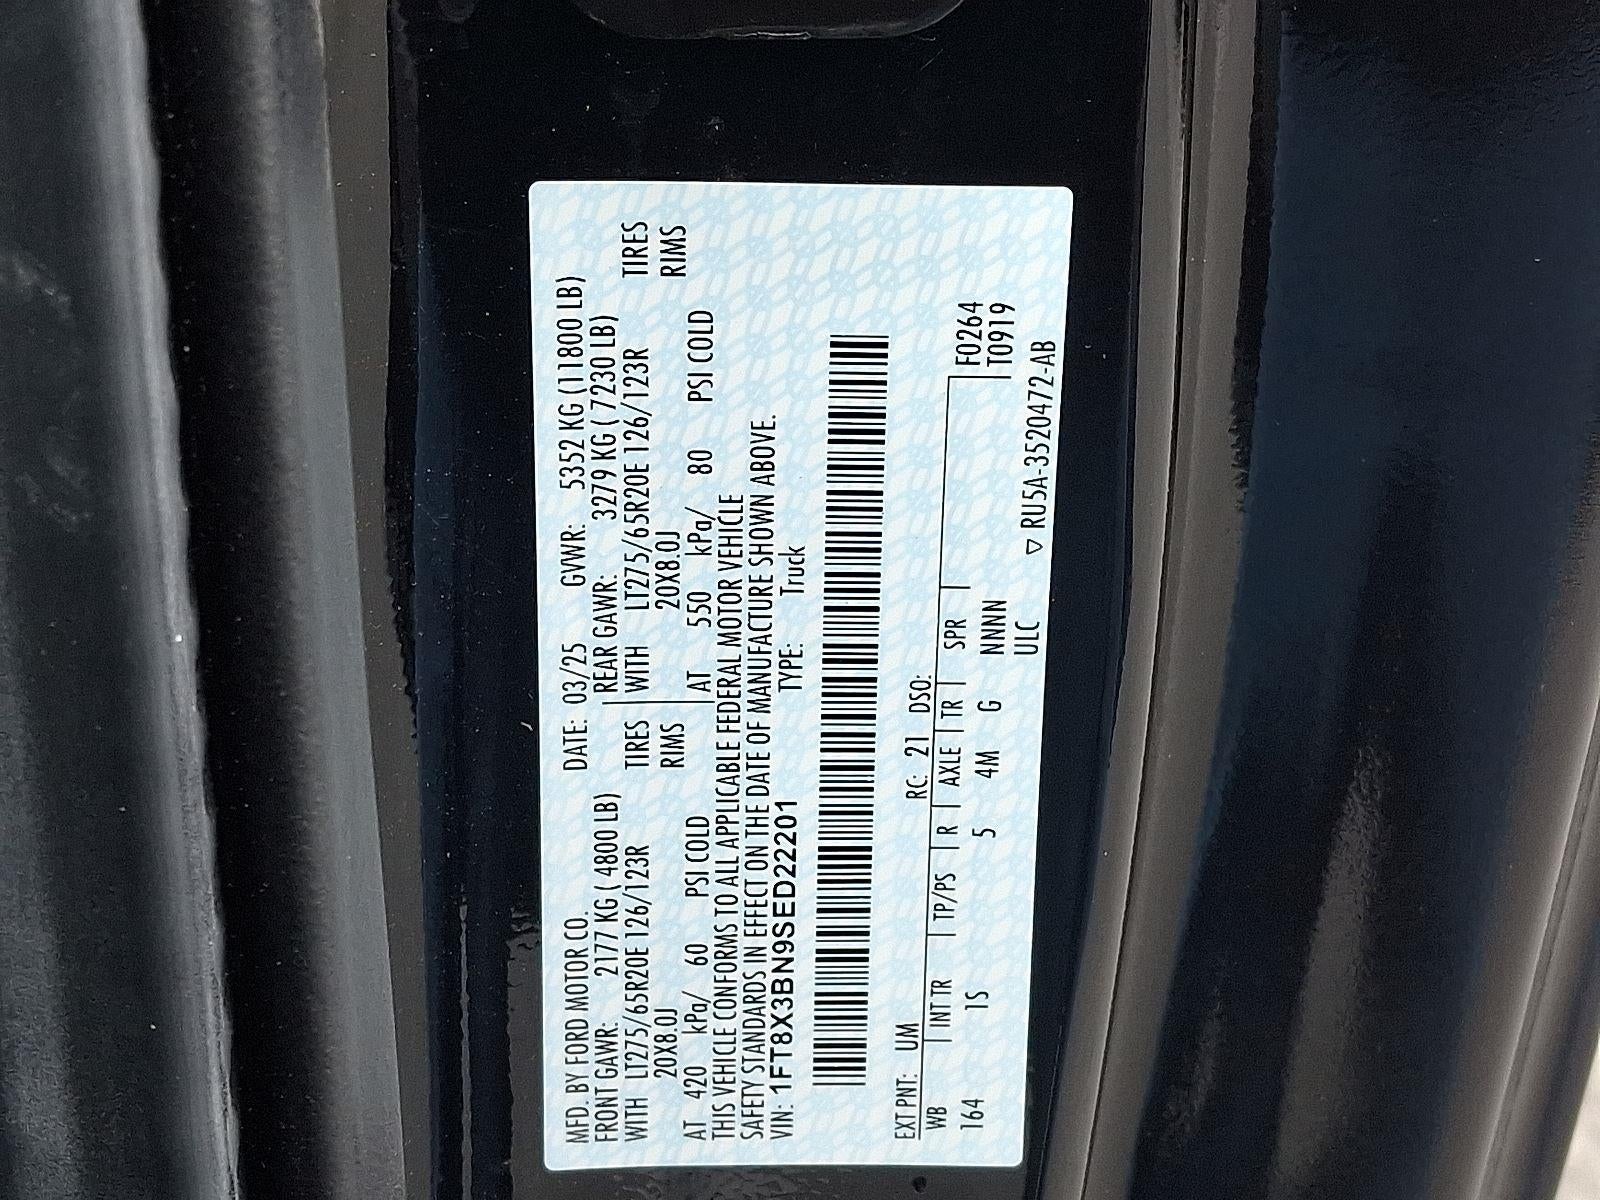 MFD. BY FORD MOTOR CO. DATE: 03/25 GVWR: 5352 KG (11800 LB)
FRONT GAWR: 2177 KG ( 4800 LB) REAR GAWR: 3279 KG ( 7230 LB)
WITH LT275/65R20E 126/123R TIRES WITH LT275/65R20E 126/123R TIRES
20X8.0J RIMS 20X8.0J RIMS
AT 420 kPa/ 60 PSI COLD AT 550 kPa/ 80 PSI COLD
THIS VEHICLE CONFORMS TO ALL APPLICABLE FEDERAL MOTOR VEHICLE
SAFETY STANDARDS IN EFFECT ON THE DATE OF MANUFACTURE SHOWN ABOVE.
VIN: 1FT8X3BN9SED22201 TYPE: Truck
EXT PNT: UM RC: 21 DSO:
WB INT TR TP/PS R AXLE TR SPR F0264
164 1S 5 4M G NNNN T0919
ULC ▽ RU5A-3520472-AB